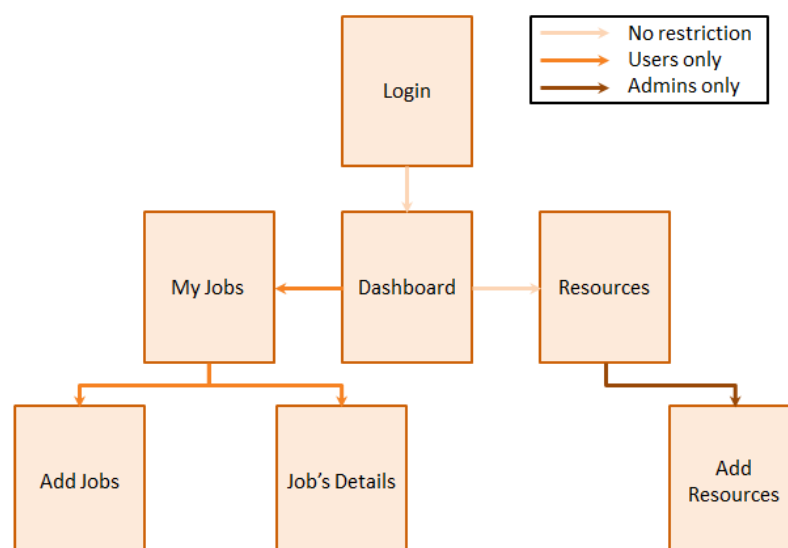 No restriction
Users only
Admins only
Login
My Jobs
Dashboard
Resources
Add Jobs
Job’s Details
Add
Resources